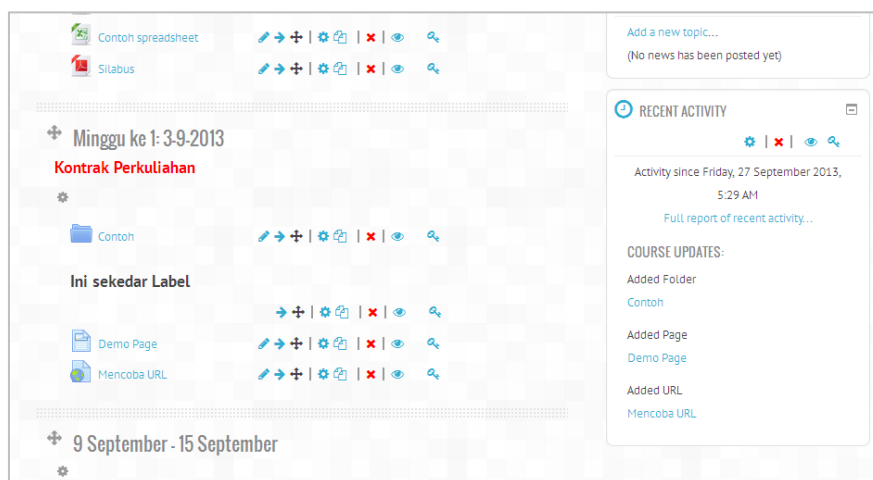 Contoh spreadsheet
Silabus
Minggu ke 1: 3-9-2013
Kontrak Perkuliahan
Contoh
Ini sekedar Label
Demo Page
Mencoba URL
9 September - 15 September
Add a new topic...
(No news has been posted yet)
RECENT ACTIVITY
Activity since Friday, 27 September 2013,
5:29 AM
Full report of recent activity...
COURSE UPDATES:
Added Folder
Contoh
Added Page
Demo Page
Added URL
Mencoba URL